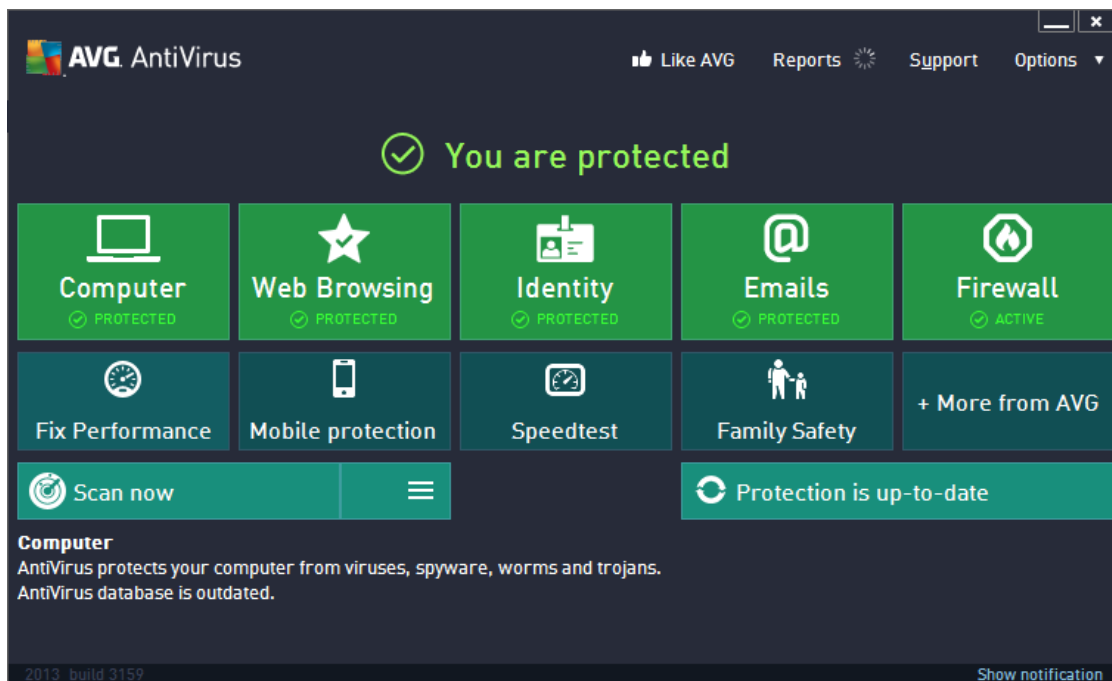 AVG. AntiVirus
Like AVG Reports Support Options
You are protected
Computer Web Browsing Identity Emails Firewall
PROTECTED PROTECTED PROTECTED PROTECTED ACTIVE
Fix Performance Mobile protection Speedtest Family Safety + More from AVG
Scan now Protection is up-to-date
Computer
AntiVirus protects your computer from viruses, spyware, worms and trojans.
AntiVirus database is outdated.
2013 build 3159 Show notification